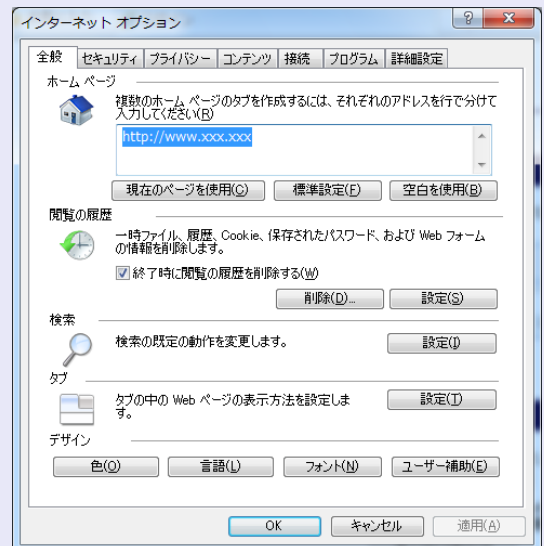 インターネット オプション
全般 セキュリティ プライバシー コンテンツ 接続 プログラム 詳細設定
ホーム ページ
複数のホーム ページのタブを作成するには、それぞれのアドレスを行で分けて
入力してください(R)
http://www.xxx.xxx
現在のページを使用(C) 標準設定(F) 空白を使用(B)
閲覧の履歴
一時ファイル、履歴、Cookie、保存されたパスワード、および Web フォーム
の情報を削除します。
終了時に閲覧の履歴を削除する(W)
削除(D)... 設定(S)
検索
検索の既定の動作を変更します。
設定(I)
タブ
タブの中の Web ページの表示方法を設定しま
す。
設定(T)
デザイン
色(O) 言語(L) フォント(N) ユーザー補助(E)
OK キャンセル 適用(A)